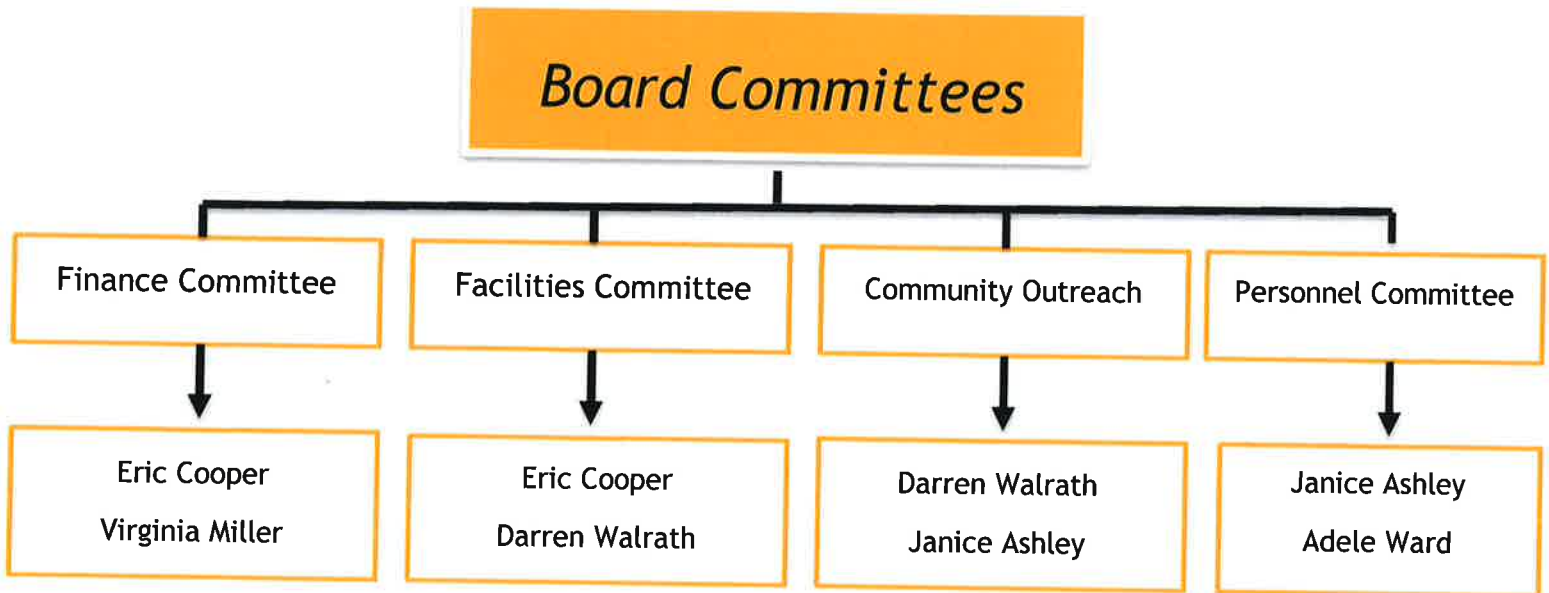 Board Committees
Finance Committee
Facilities Committee
Community Outreach
Personnel Committee
Eric Cooper
Virginia Miller
Eric Cooper
Darren Walrath
Darren Walrath
Janice Ashley
Janice Ashley
Adele Ward